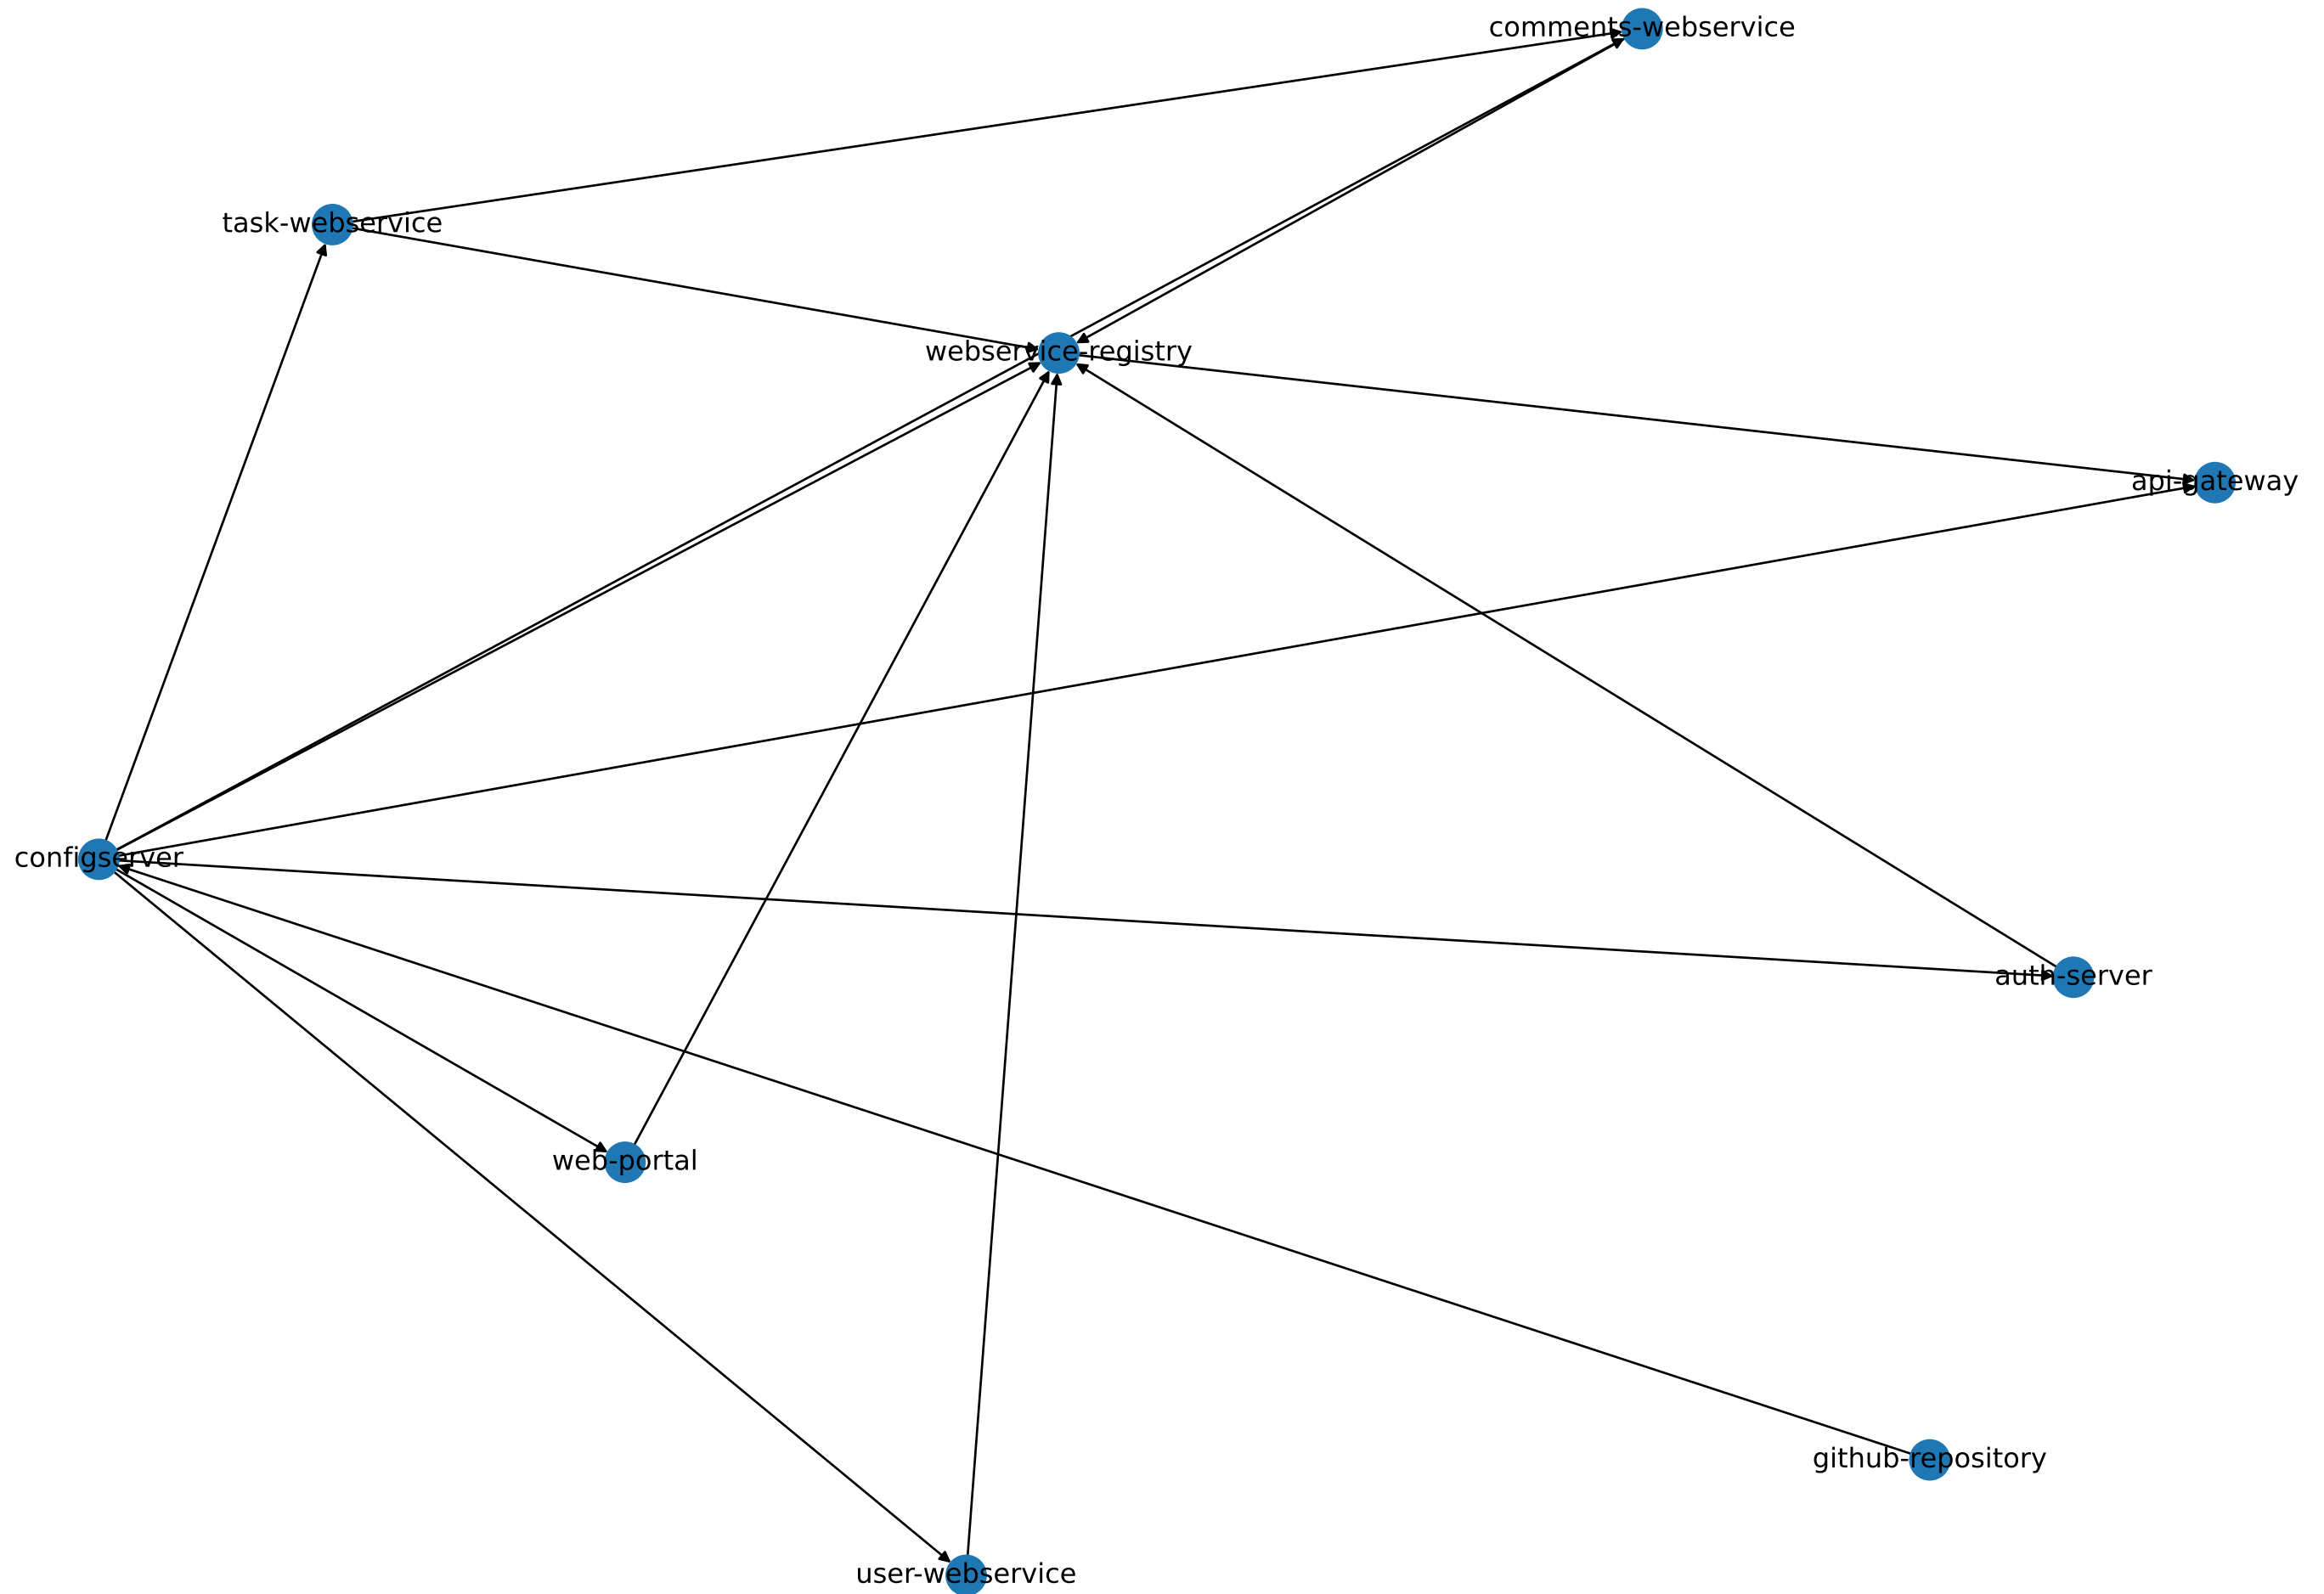 comments-webservice
task-webservice
webservice-registry
api-gateway
configserver
auth-server
web-portal
github-repository
user-webservice